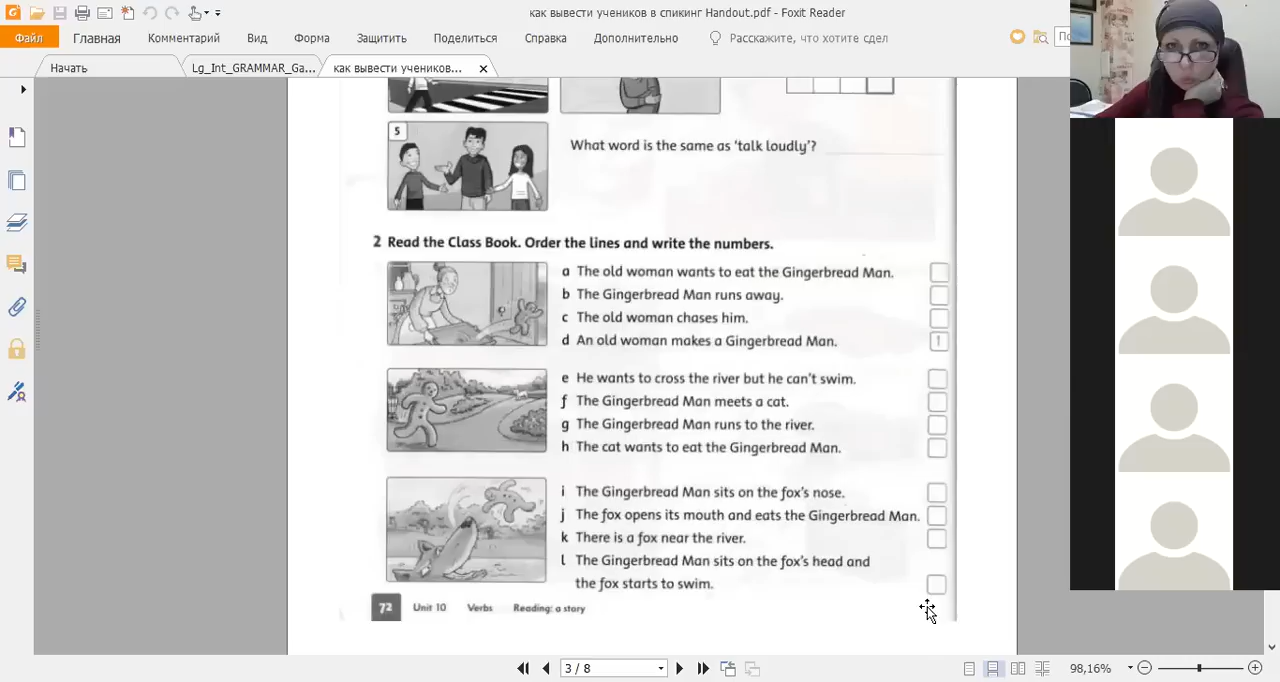 как вывести учеников в спикинг Handout.pdf - Foxit Reader
Файл Главная Комментарий Вид Форма Защитить Поделиться Справка Дополнительно Расскажите, что хотите сдел
Начать Lg_Int_GRAMMAR_Ga... как вывести учеников...
5
What word is the same as ‘talk loudly’?
2 Read the Class Book. Order the lines and write the numbers.
a The old woman wants to eat the Gingerbread Man.
b The Gingerbread Man runs away.
c The old woman chases him.
d An old woman makes a Gingerbread Man. 1
e He wants to cross the river but he can’t swim.
f The Gingerbread Man meets a cat.
g The Gingerbread Man runs to the river.
h The cat wants to eat the Gingerbread Man.
i The Gingerbread Man sits on the fox’s nose.
j The fox opens its mouth and eats the Gingerbread Man.
k There is a fox near the river.
l The Gingerbread Man sits on the fox’s head and
the fox starts to swim.
72 Unit 10 Verbs Reading: a story
3 / 8 98,16%